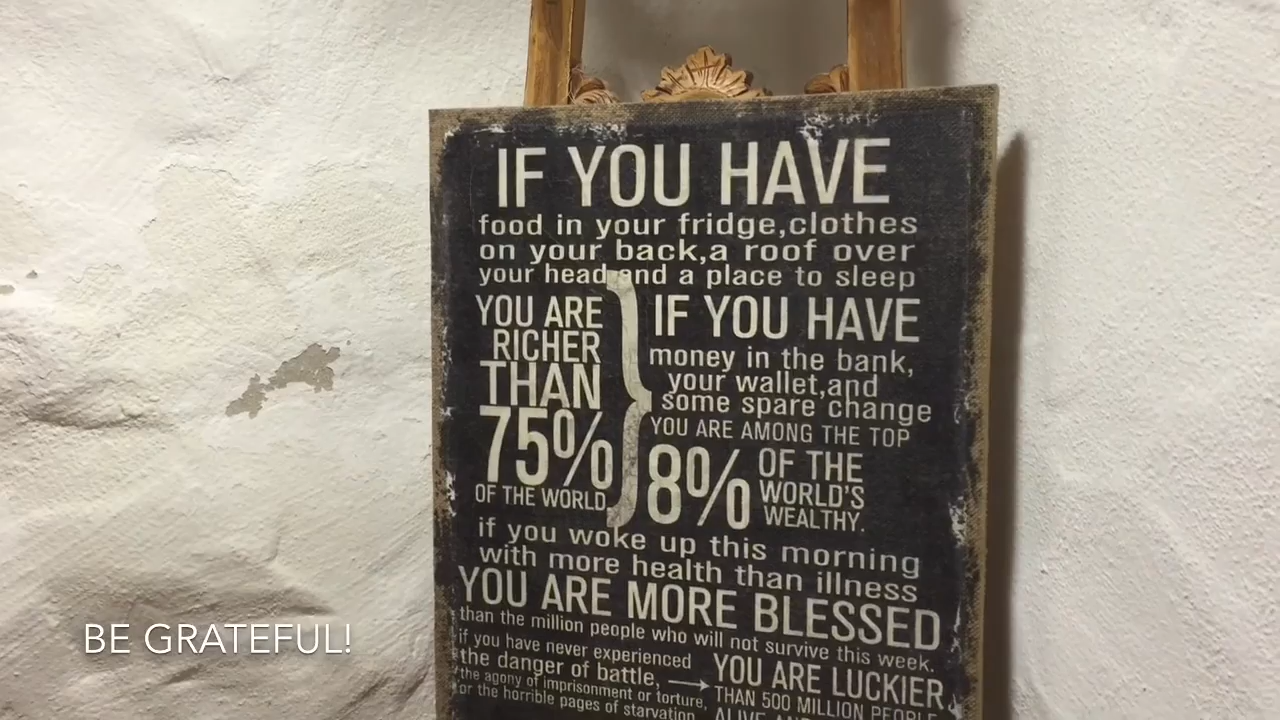 IF YOU HAVE
food in your fridge,clothes
on your back,a roof over
your head and a place to sleep
YOU ARE
RICHER
THAN
75%
OF THE WORLD
IF YOU HAVE
money in the bank,
your wallet,and
some spare change
YOU ARE AMONG THE TOP
8% OF THE
WORLD'S
WEALTHY.
if you woke up this morning
with more health than illness
YOU ARE MORE BLESSED
than the million people who will not survive this week.
if you have never experienced
the danger of battle,
the agony of imprisonment or torture,
or the horrible pages of starvation
YOU ARE LUCKIER
THAN 500 MILLION PEOPLE
ALIVE AND
BE GRATEFUL!